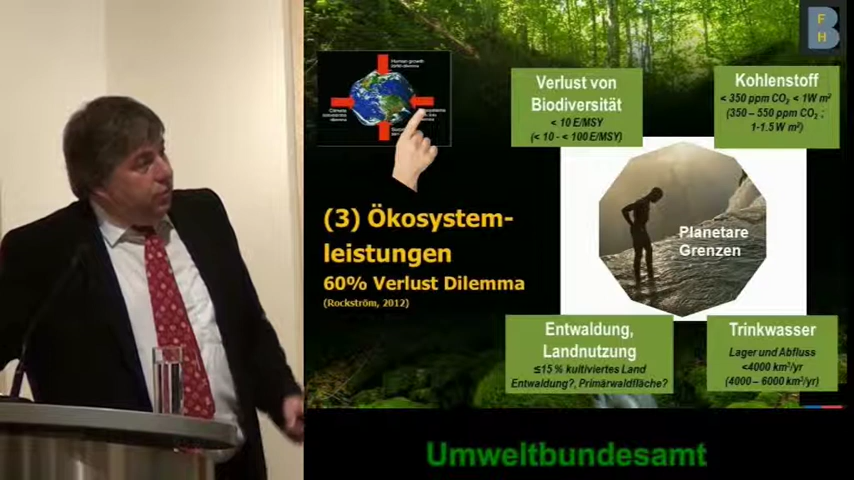 F
B
H
Human growth
Verlust von
Biodiversität
< 10 E/MSY
(< 10 - < 100 E/MSY)
Kohlenstoff
< 350 ppm CO₂ < 1W m²
(350 – 550 ppm CO₂ ;
1-1.5 W m²)
(3) Ökosystem-
leistungen
60% Verlust Dilemma
(Rockström, 2012)
Planetare
Grenzen
Entwaldung,
Landnutzung
≤15 % kultiviertes Land
Entwaldung?, Primärwaldfläche?
Trinkwasser
Lager und Abfluss
<4000 km³/yr
(4000 – 6000 km³/yr)
Umweltbundesamt